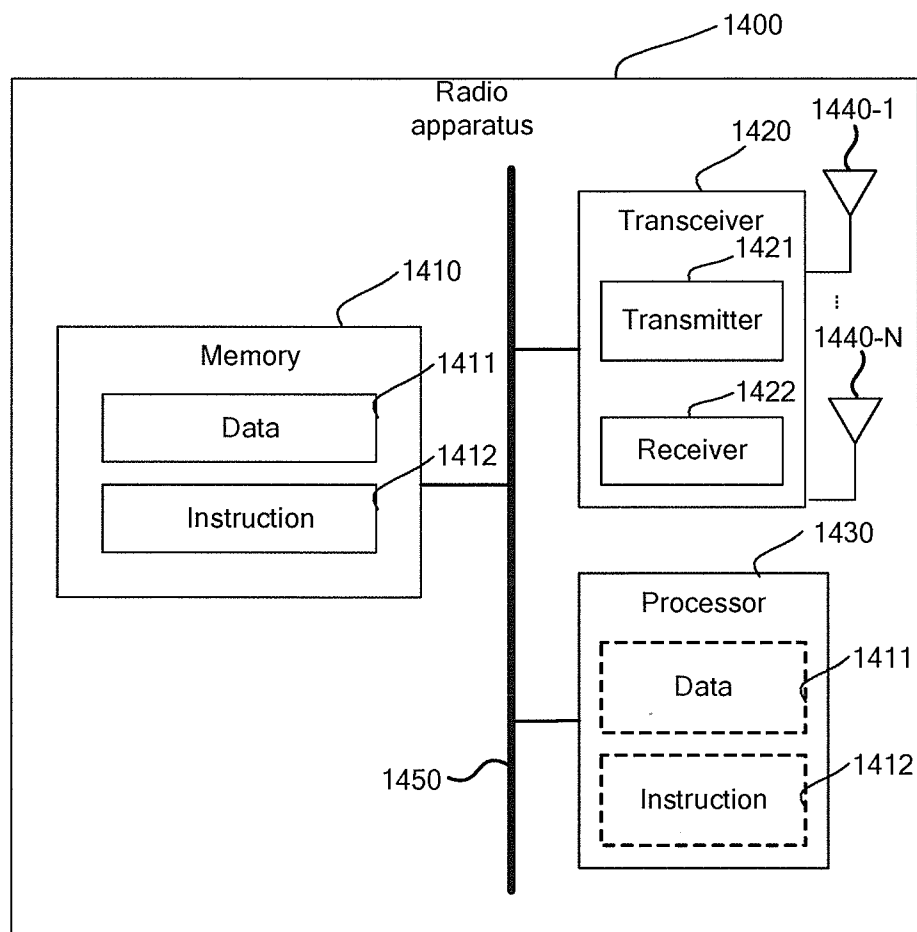 1400
Radio
apparatus
1440-1
1420
Transceiver
1421
Transmitter
...
1440-N
1422
Receiver
1410
Memory
1411
Data
1412
Instruction
1430
Processor
Data
1411
1412
Instruction
1450